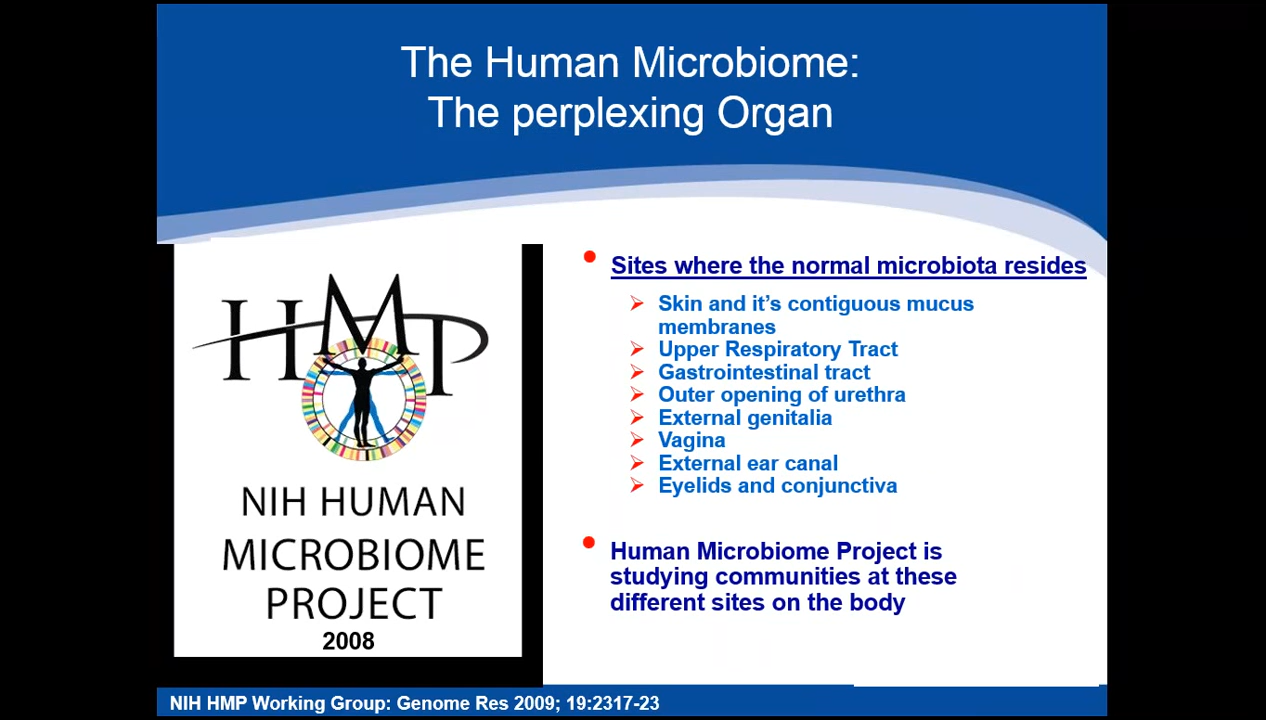 The Human Microbiome:
The perplexing Organ
HMP
NIH HUMAN
MICROBIOME
PROJECT
2008
• Sites where the normal microbiota resides
➢ Skin and it's contiguous mucus
membranes
➢ Upper Respiratory Tract
➢ Gastrointestinal tract
➢ Outer opening of urethra
➢ External genitalia
➢ Vagina
➢ External ear canal
➢ Eyelids and conjunctiva
• Human Microbiome Project is
studying communities at these
different sites on the body
NIH HMP Working Group: Genome Res 2009; 19:2317-23